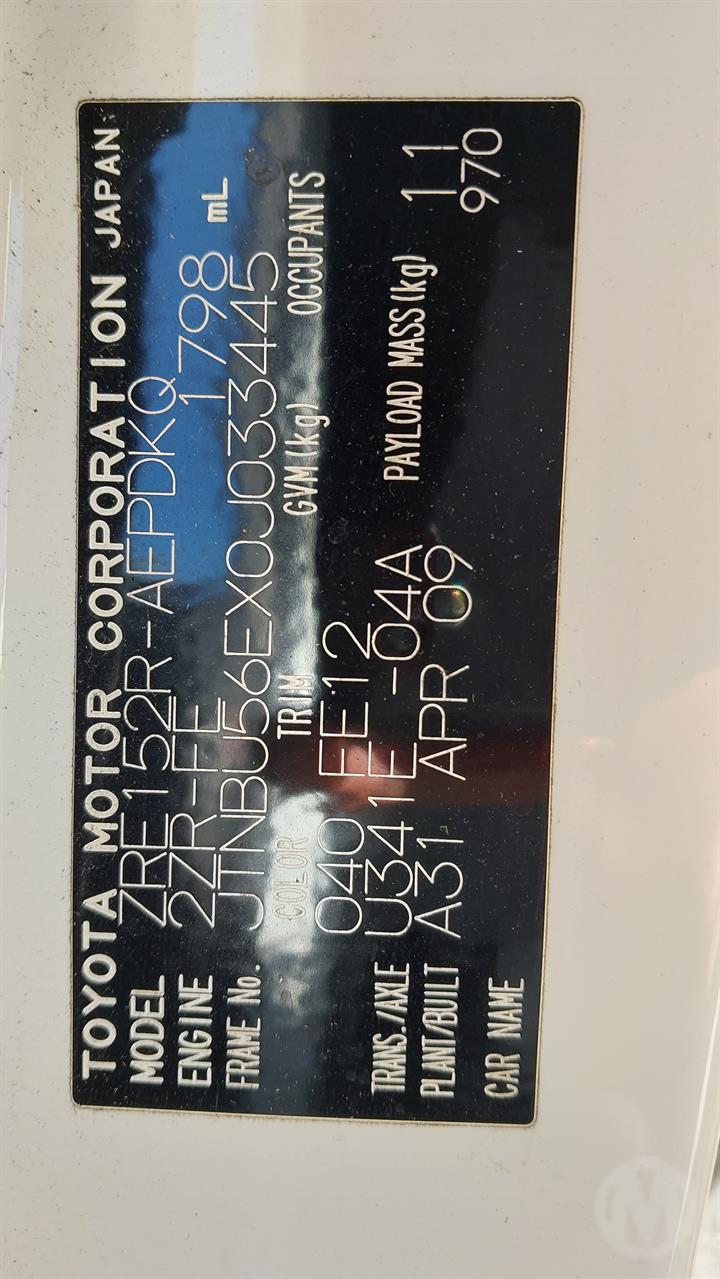 TOYOTA MOTOR CORPORATION JAPAN
MODEL ZRE152R-AEPDKQ
ENGINE 2ZR-FE 1798 mL
FRAME No. JTNBU56EX0J033445
COLOR TRIM GVM(kg) OCCUPANTS
040 FE12
TRANS./AXLE U341E -04A PAYLOAD MASS(kg) 11
PLANT/BUILT A31 APR 09 970
CAR NAME
M